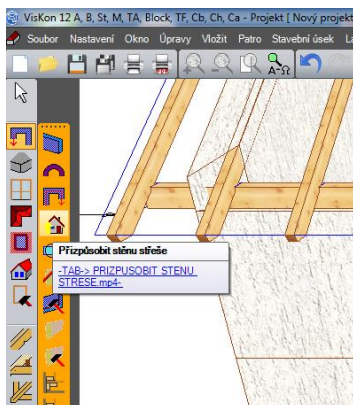 VisKon 12 A, B, St, M, TA, Block, TF, Cb, Ch, Ca - Projekt [ Nový projekt
Soubor Nastavení Okno Úpravy Vložit Patro Stavební úsek La
A-Ω
Přizpůsobit stěnu střeše
-TAB-> PRIZPUSOBIT STENU
STRESE.mp4-